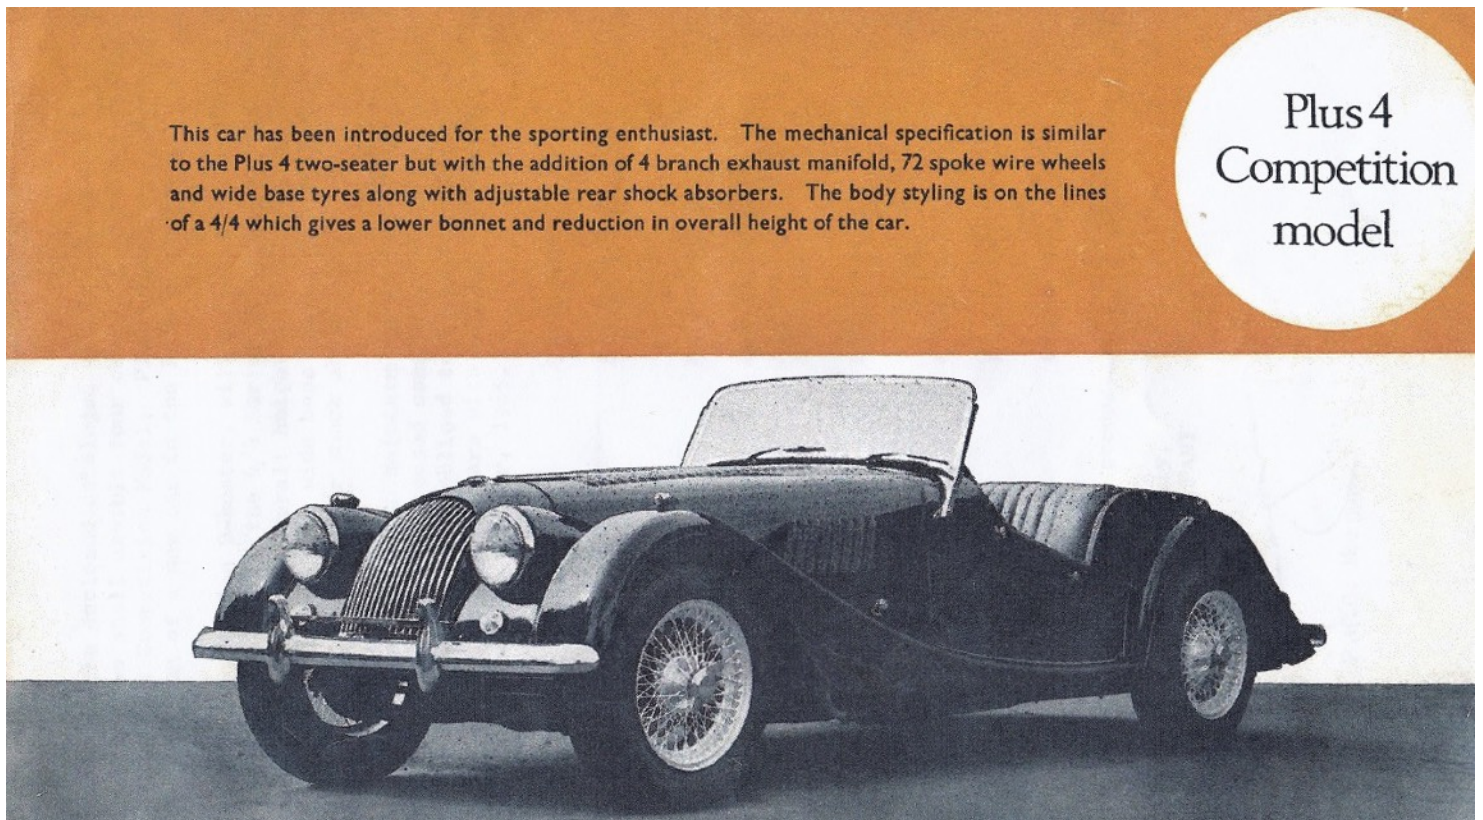 This car has been introduced for the sporting enthusiast. The mechanical specification is similar
to the Plus 4 two-seater but with the addition of 4 branch exhaust manifold, 72 spoke wire wheels
and wide base tyres along with adjustable rear shock absorbers. The body styling is on the lines
of a 4/4 which gives a lower bonnet and reduction in overall height of the car.
Plus 4
Competition
model